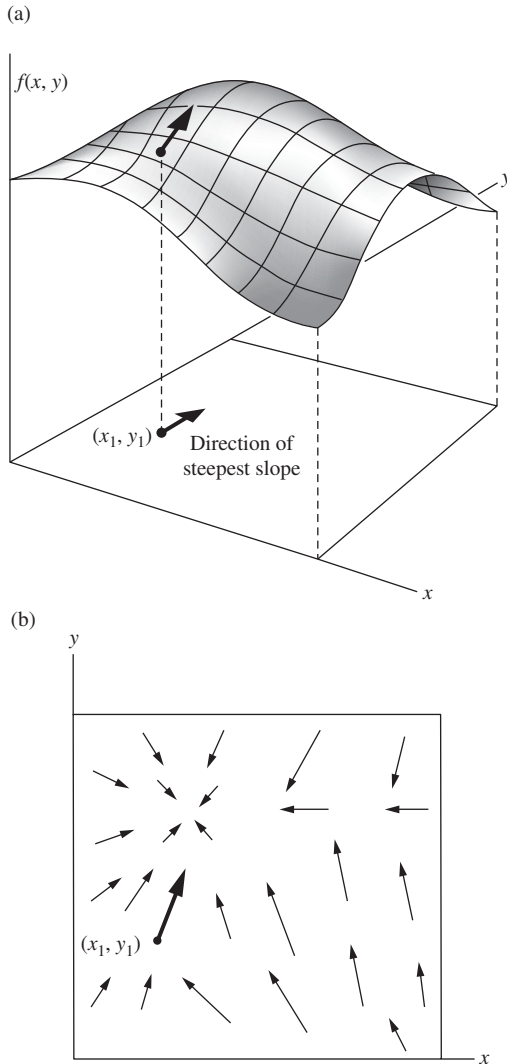 (a)
f(x, y)
y
(x₁, y₁)
Direction of
steepest slope
x
(b)
y
(x₁, y₁)
x